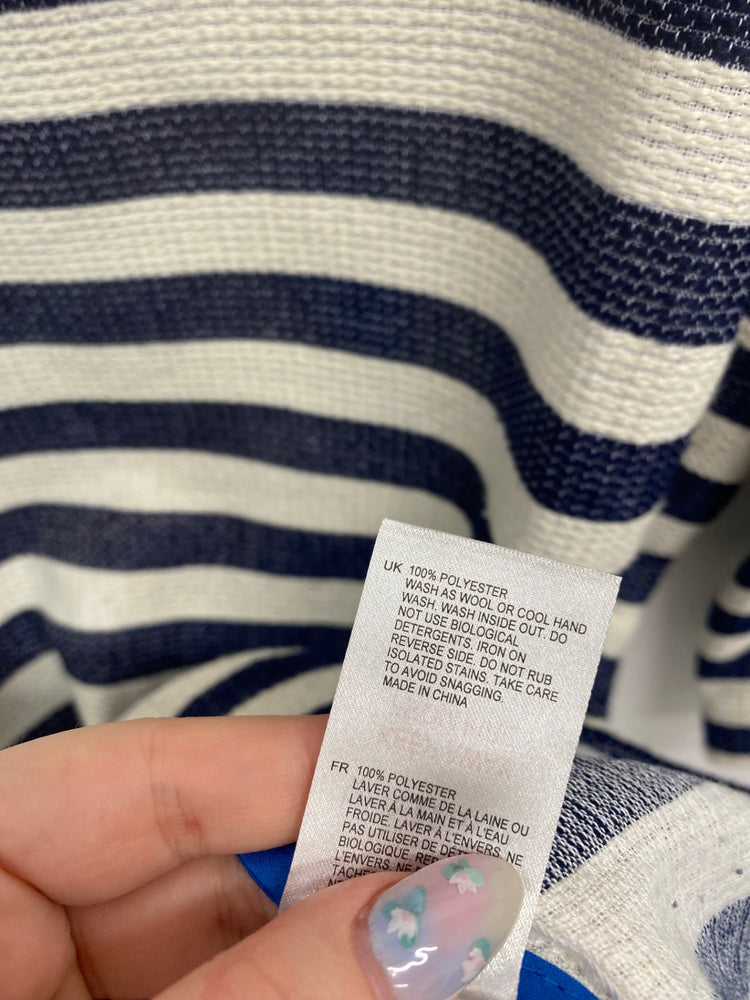 UK 100% POLYESTER
WASH AS WOOL OR COOL HAND
WASH. WASH INSIDE OUT. DO
NOT USE BIOLOGICAL
DETERGENTS. IRON ON
REVERSE SIDE. DO NOT RUB
ISOLATED STAINS. TAKE CARE
TO AVOID SNAGGING.
MADE IN CHINA
FR 100% POLYESTER
LAVER COMME DE LA LAINE OU
LAVER À LA MAIN ET À L'EAU
FROIDE. LAVER À L'ENVERS. NE
PAS UTILISER DE
BIOLOGIQUE.
L'ENVERS. NE